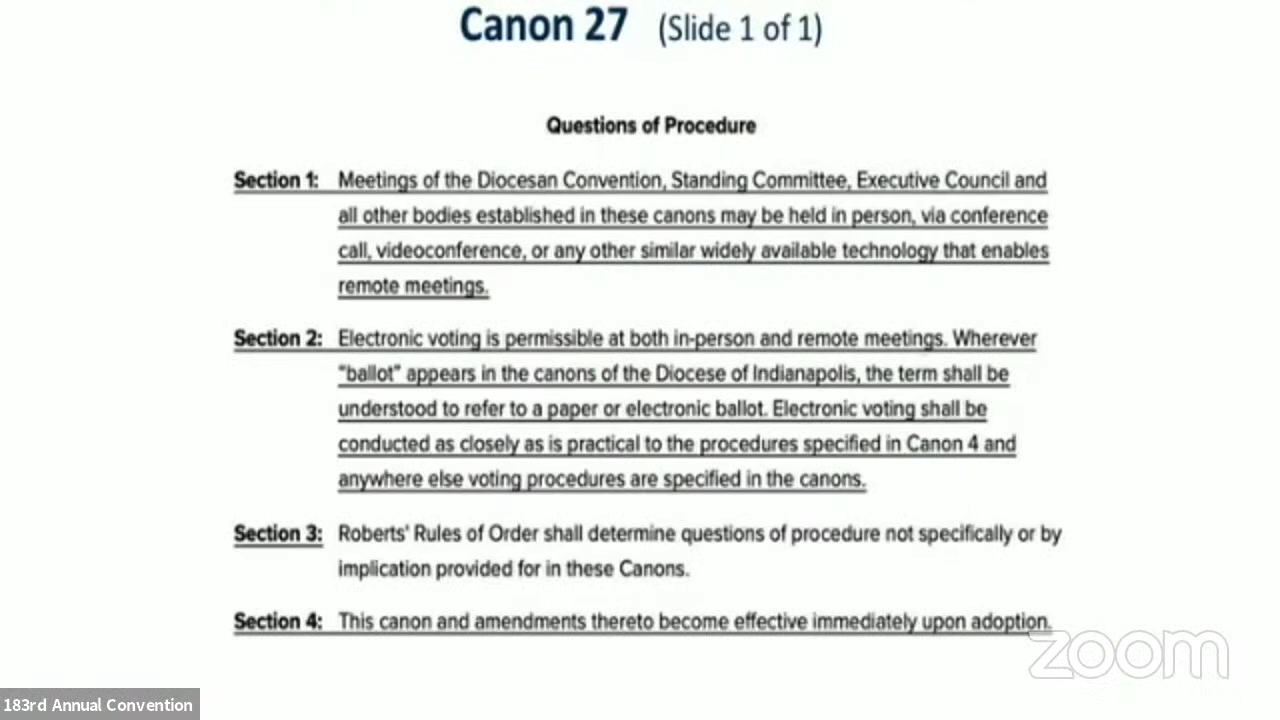 Canon 27 (Slide 1 of 1)
Questions of Procedure
Section 1: Meetings of the Diocesan Convention, Standing Committee, Executive Council and
all other bodies established in these canons may be held in person, via conference
call, videoconference, or any other similar widely available technology that enables
remote meetings.
Section 2: Electronic voting is permissible at both in-person and remote meetings. Wherever
"ballot" appears in the canons of the Diocese of Indianapolis, the term shall be
understood to refer to a paper or electronic ballot. Electronic voting shall be
conducted as closely as is practical to the procedures specified in Canon 4 and
anywhere else voting procedures are specified in the canons.
Section 3: Roberts' Rules of Order shall determine questions of procedure not specifically or by
implication provided for in these Canons.
Section 4: This canon and amendments thereto become effective immediately upon adoption.
zoom
183rd Annual Convention